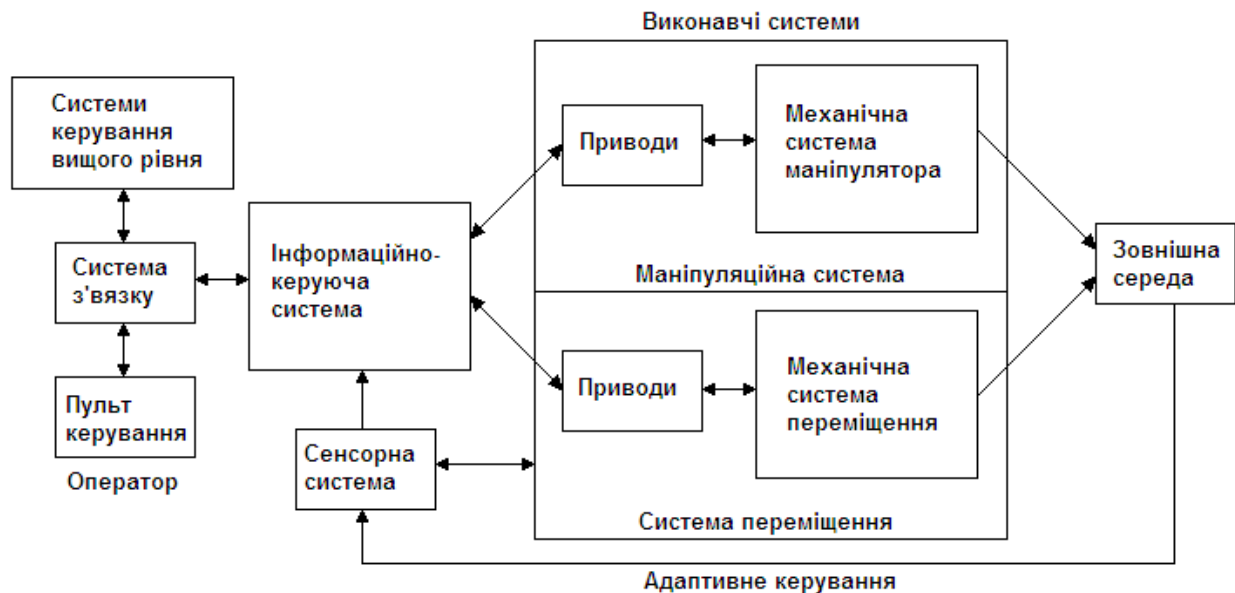 Виконавчі системи
Системи
керування
вищого рівня
Приводи
Механічна
система
маніпулятора
Система
з'вязку
Інформаційно-
керуюча
система
Маніпуляційна система
Зовнішна
середа
Пульт
керування
Оператор
Сенсорна
система
Приводи
Механічна
система
переміщення
Система переміщення
Адаптивне керування